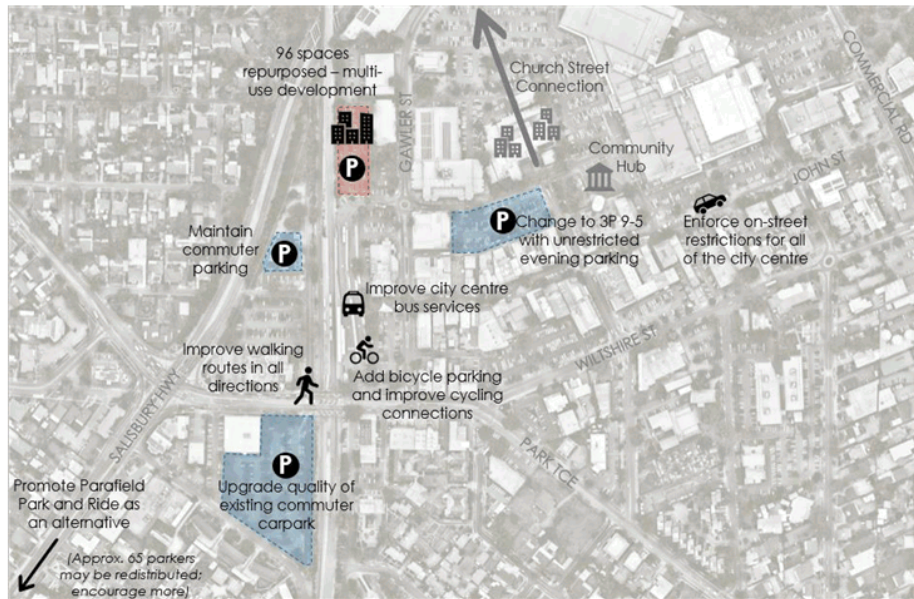 96 spaces
repurposed – multi-
use development
P
GAWLER ST
Church Street
Connection
COMMERCIAL RD
Community
Hub
JOHN ST
P
Change to 3P 9-5
with unrestricted
evening parking
Enforce on-street
restrictions for all
of the city centre
Maintain
commuter
parking
P
Improve city centre
bus services
WILTSHIRE ST
Improve walking
routes in all
directions
Add bicycle parking
and improve cycling
connections
SALISBURY HWY
PARK TCE
P
Upgrade quality of
existing commuter
carpark
Promote Parafield
Park and Ride as
an alternative
(Approx. 65 parkers
may be redistributed;
encourage more)